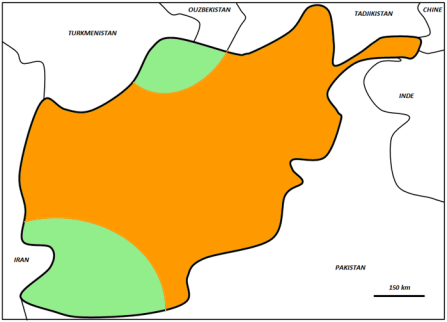 OUZBEKISTAN
TADJIKISTAN
CHINE
TURKMENISTAN
INDE
IRAN
PAKISTAN
150 km